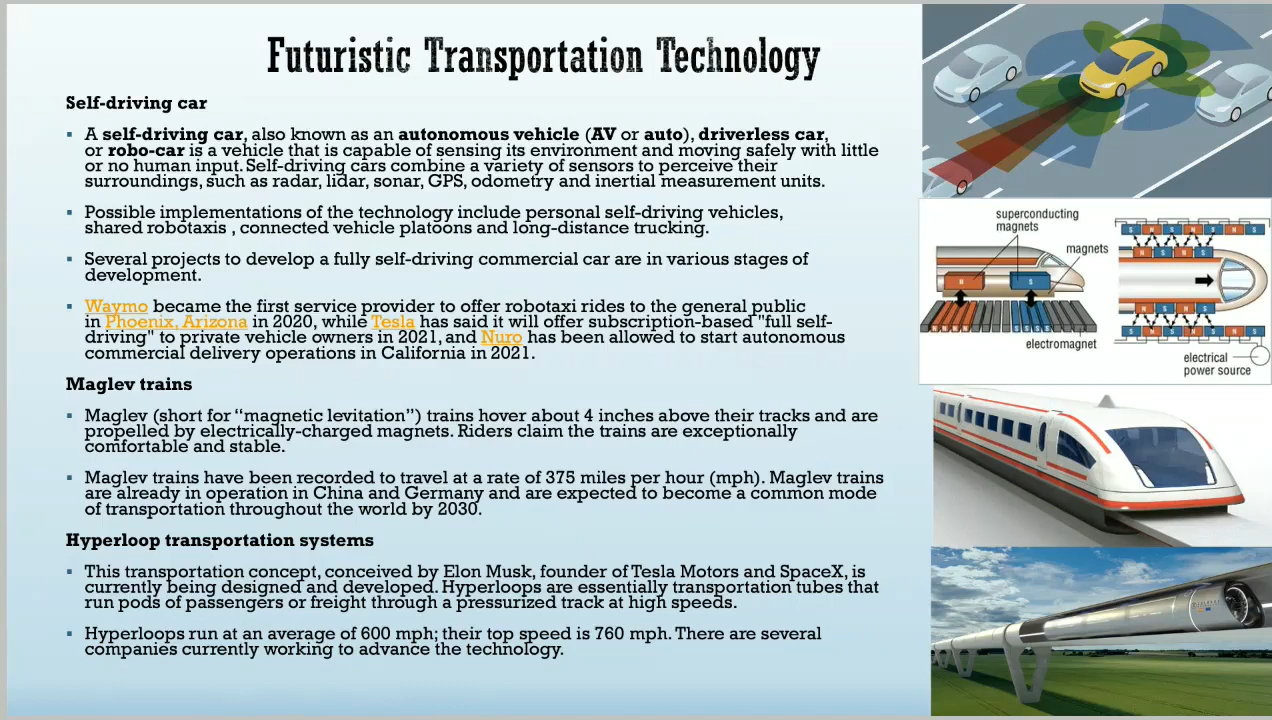 Futuristic Transportation Technology
Self-driving car
▪ A self-driving car, also known as an autonomous vehicle (AV or auto), driverless car,
or robo-car is a vehicle that is capable of sensing its environment and moving safely with little
or no human input. Self-driving cars combine a variety of sensors to perceive their
surroundings, such as radar, lidar, sonar, GPS, odometry and inertial measurement units.
▪ Possible implementations of the technology include personal self-driving vehicles,
shared robotaxis , connected vehicle platoons and long-distance trucking.
▪ Several projects to develop a fully self-driving commercial car are in various stages of
development.
▪ Waymo became the first service provider to offer robotaxi rides to the general public
in Phoenix, Arizona in 2020, while Tesla has said it will offer subscription-based "full self-
driving" to private vehicle owners in 2021, and Nuro has been allowed to start autonomous
commercial delivery operations in California in 2021.
Maglev trains
▪ Maglev (short for “magnetic levitation”) trains hover about 4 inches above their tracks and are
propelled by electrically-charged magnets. Riders claim the trains are exceptionally
comfortable and stable.
▪ Maglev trains have been recorded to travel at a rate of 375 miles per hour (mph). Maglev trains
are already in operation in China and Germany and are expected to become a common mode
of transportation throughout the world by 2030.
Hyperloop transportation systems
▪ This transportation concept, conceived by Elon Musk, founder of Tesla Motors and SpaceX, is
currently being designed and developed. Hyperloops are essentially transportation tubes that
run pods of passengers or freight through a pressurized track at high speeds.
▪ Hyperloops run at an average of 600 mph; their top speed is 760 mph. There are several
companies currently working to advance the technology.
superconducting
magnets
magnets
N
S
electromagnet
S N S N S N S
N S N S
N S N S
S N S N S N S
electrical
power source